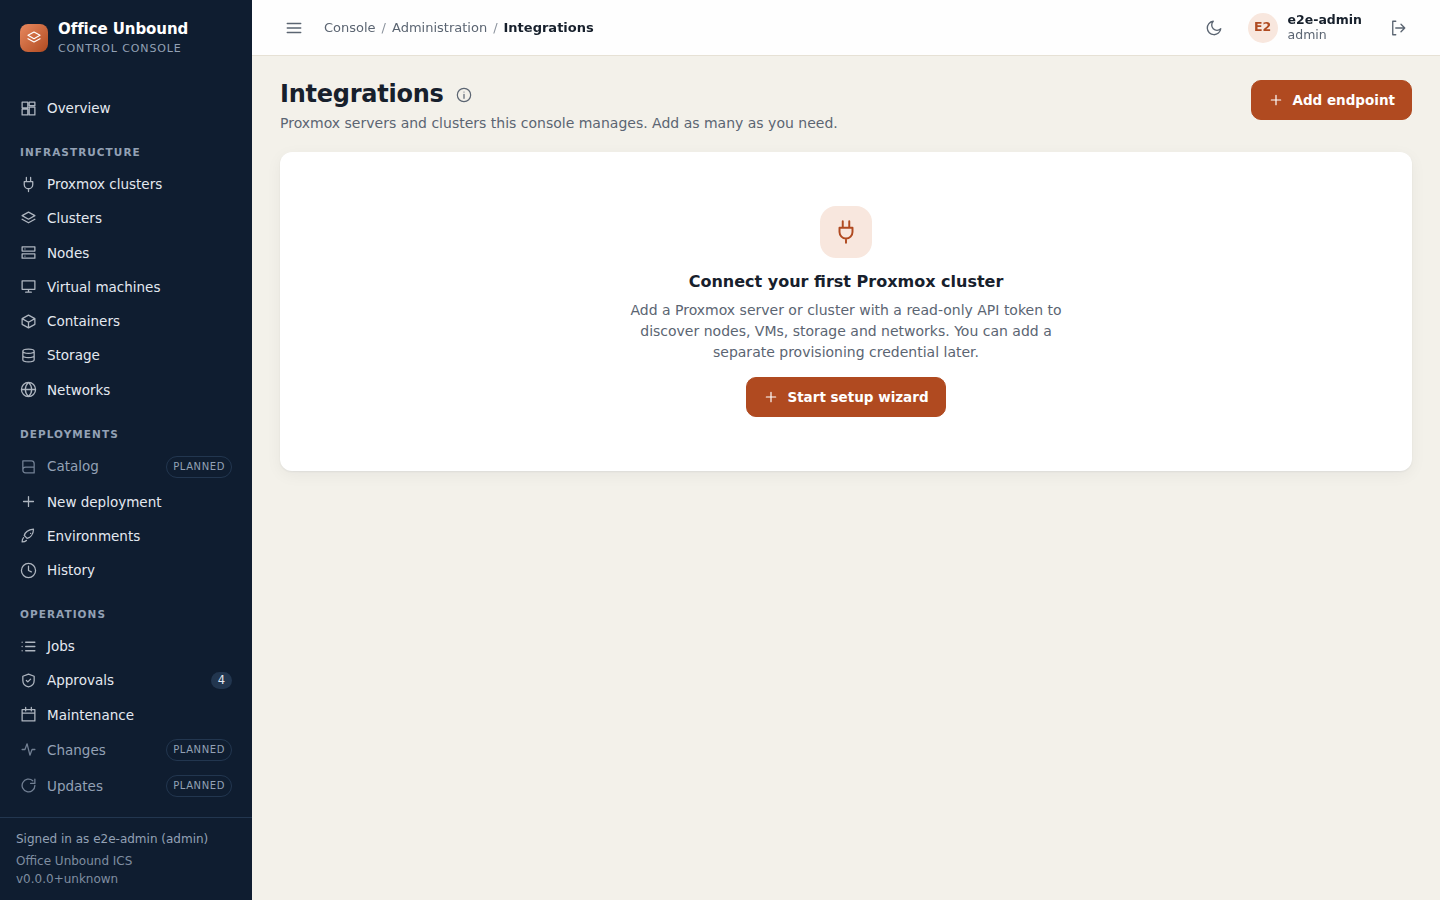 Office Unbound
CONTROL CONSOLE
Overview
INFRASTRUCTURE
Proxmox clusters
Clusters
Nodes
Virtual machines
Containers
Storage
Networks
DEPLOYMENTS
Catalog PLANNED
New deployment
Environments
History
OPERATIONS
Jobs
Approvals 4
Maintenance
Changes PLANNED
Updates PLANNED
Signed in as e2e-admin (admin)
Office Unbound ICS
v0.0.0+unknown
Console / Administration / Integrations
E2
e2e-admin
admin
Integrations
Proxmox servers and clusters this console manages. Add as many as you need.
Add endpoint
Connect your first Proxmox cluster
Add a Proxmox server or cluster with a read-only API token to
discover nodes, VMs, storage and networks. You can add a
separate provisioning credential later.
Start setup wizard